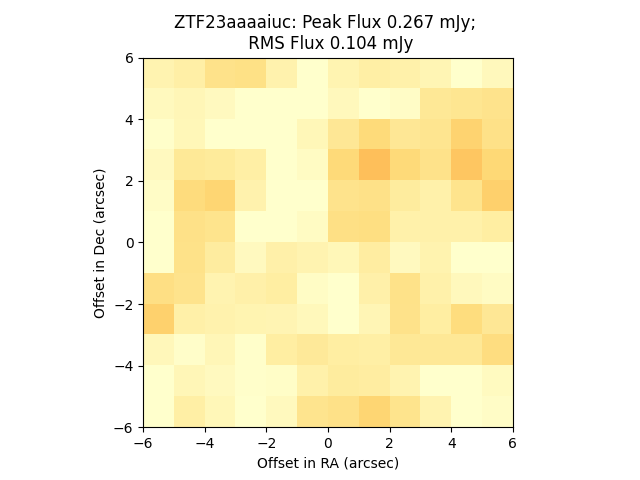 ZTF23aaaaiuc: Peak Flux 0.267 mJy;
RMS Flux 0.104 mJy
6
4
2
0
−2
−4
−6
Offset in Dec (arcsec)
−6 −4 −2 0 2 4 6
Offset in RA (arcsec)